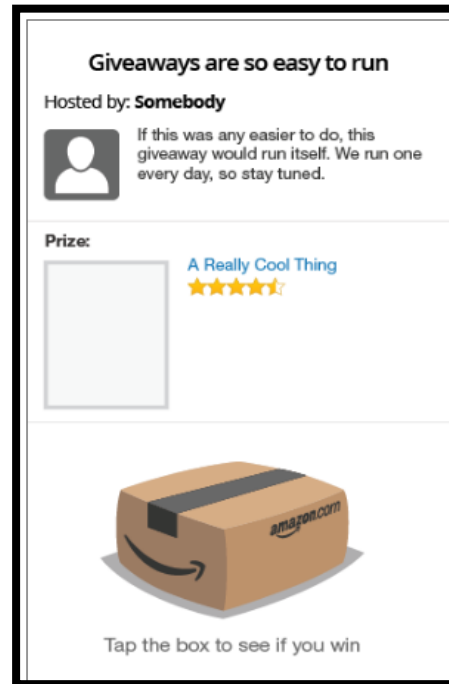 Giveaways are so easy to run
Hosted by: Somebody
If this was any easier to do, this
giveaway would run itself. We run one
every day, so stay tuned.
Prize:
A Really Cool Thing
amazon.com
Tap the box to see if you win